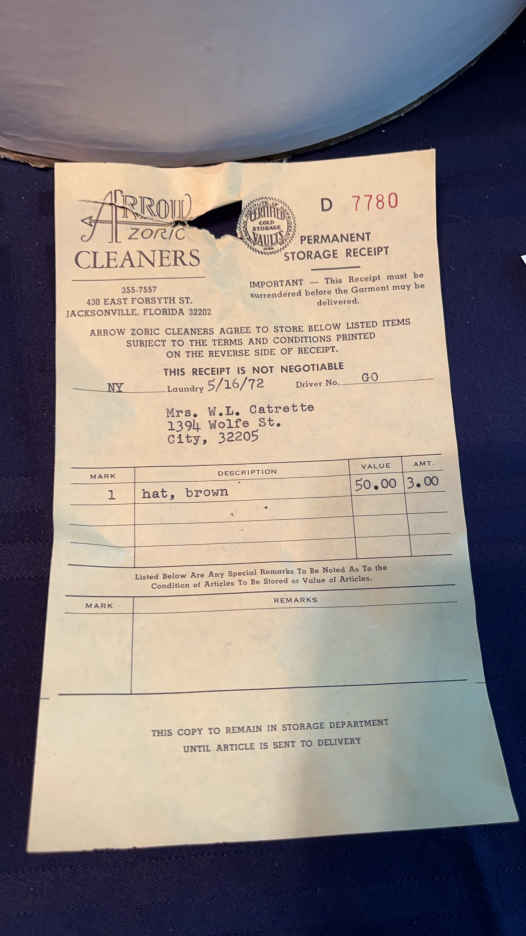 ARROW
ZORIC
CLEANERS
355-7557
430 EAST FORSYTH ST.
JACKSONVILLE, FLORIDA 32202
CERTIFIED
COLD
STORAGE
VAULTS
D 7780
PERMANENT
STORAGE RECEIPT
IMPORTANT — This Receipt must be
surrendered before the Garment may be
delivered.
ARROW ZORIC CLEANERS AGREE TO STORE BELOW LISTED ITEMS
SUBJECT TO THE TERMS AND CONDITIONS PRINTED
ON THE REVERSE SIDE OF RECEIPT.
THIS RECEIPT IS NOT NEGOTIABLE
NY Laundry 5/16/72 Driver No. GO
Mrs. W.L. Catrette
1394 Wolfe St.
City, 32205
MARK DESCRIPTION VALUE AMT.
1 hat, brown 50.00 3.00
Listed Below Are Any Special Remarks To Be Noted As To the
Condition of Articles To Be Stored or Value of Articles.
MARK REMARKS
THIS COPY TO REMAIN IN STORAGE DEPARTMENT
UNTIL ARTICLE IS SENT TO DELIVERY